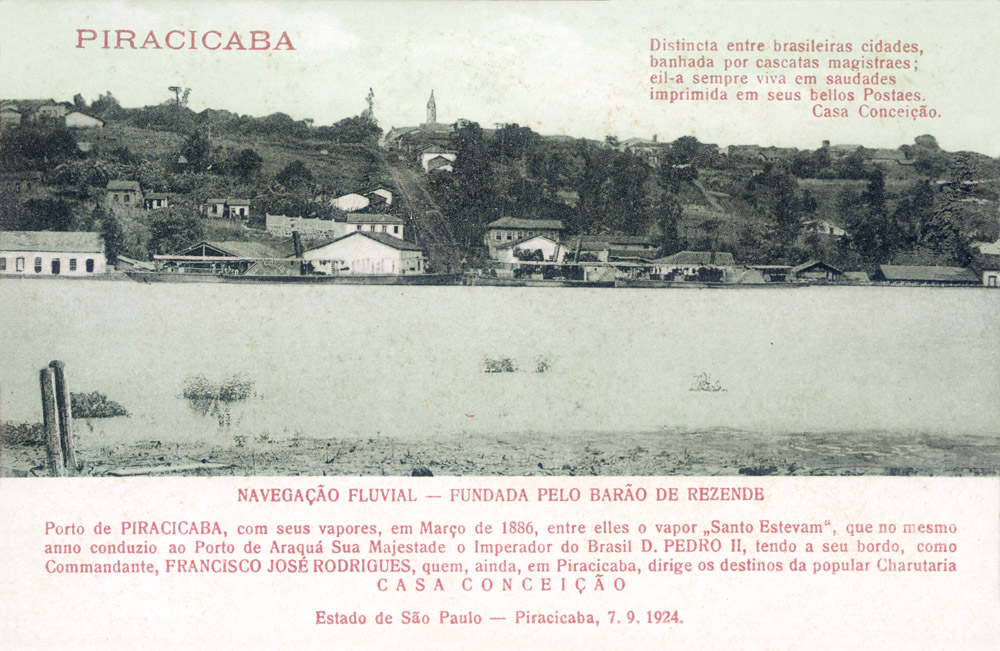 PIRACICABA
Distincta entre brasileiras cidades,
banhada por cascatas magistraes;
eil-a sempre viva em saudades
imprimida em seus bellos Postaes.
Casa Conceição.
NAVEGAÇÃO FLUVIAL — FUNDADA PELO BARÃO DE REZENDE
Porto de PIRACICABA, com seus vapores, em Março de 1886, entre elles o vapor „Santo Estevam“, que no mesmo
anno conduzio ao Porto de Araquá Sua Majestade o Imperador do Brasil D. PEDRO II, tendo a seu bordo, como
Commandante, FRANCISCO JOSÉ RODRIGUES, quem, ainda, em Piracicaba, dirige os destinos da popular Charutaria
CASA CONCEIÇÃO
Estado de São Paulo — Piracicaba, 7. 9. 1924.